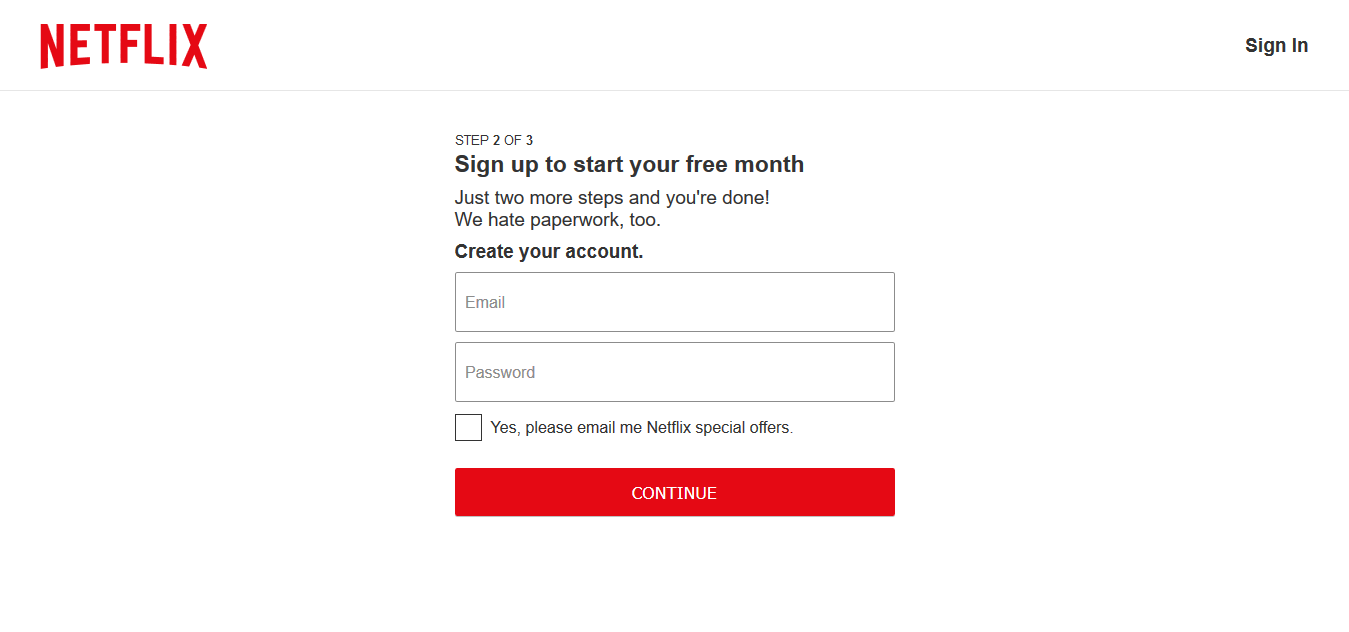 NETFLIX
Sign In
STEP 2 OF 3
Sign up to start your free month
Just two more steps and you're done!
We hate paperwork, too.
Create your account.
Email
Password
Yes, please email me Netflix special offers.
CONTINUE